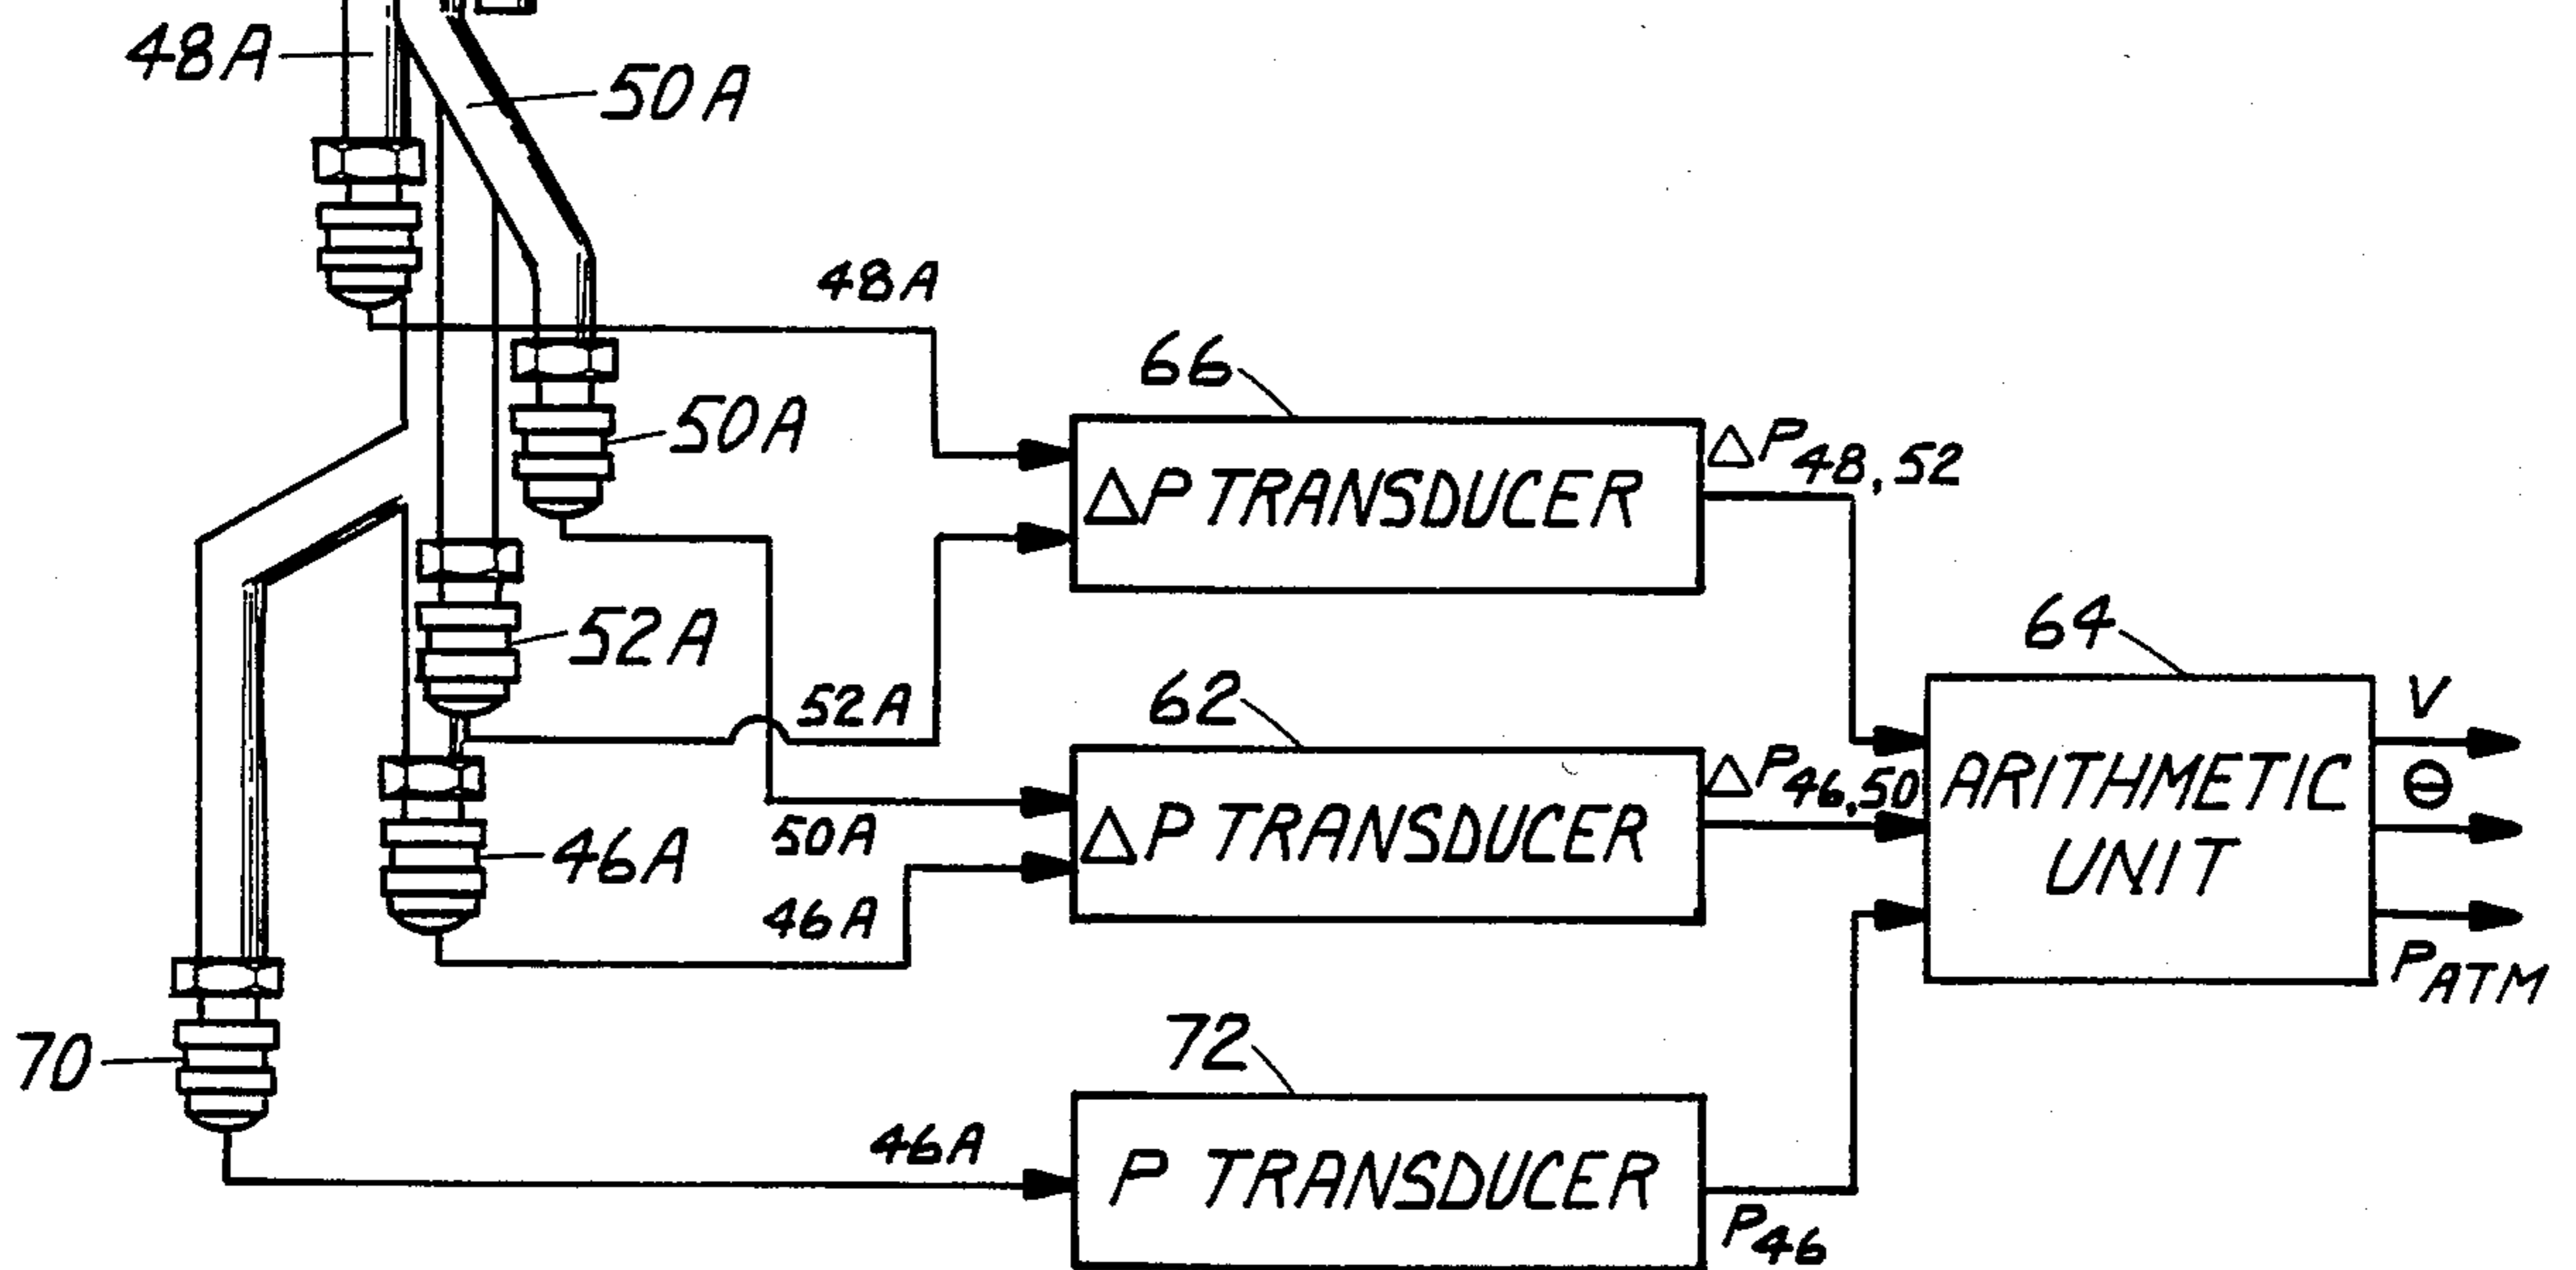 48A
50A
48A
66
50A
ΔP48,52
ΔP TRANSDUCER
52A
64
62
52A
V
ΔP46,50
ARITHMETIC
UNIT
Θ
ΔP TRANSDUCER
50A
46A
46A
PATM
72
70
46A
P TRANSDUCER
P46